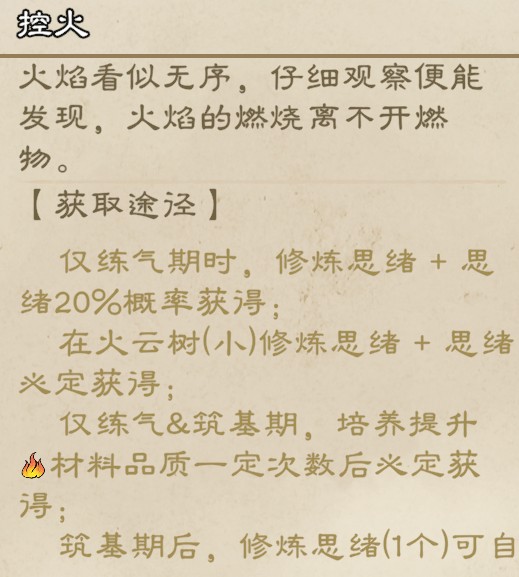 控火
火焰看似无序，仔细观察便能
发现，火焰的燃烧离不开燃
物。
【获取途径】
仅练气期时，修炼思绪 + 思
绪20%概率获得；
在火云树(小)修炼思绪 + 思绪
必定获得；
仅练气&筑基期，培养提升
材料品质一定次数后必定获
得；
筑基期后，修炼思绪(1个)可自